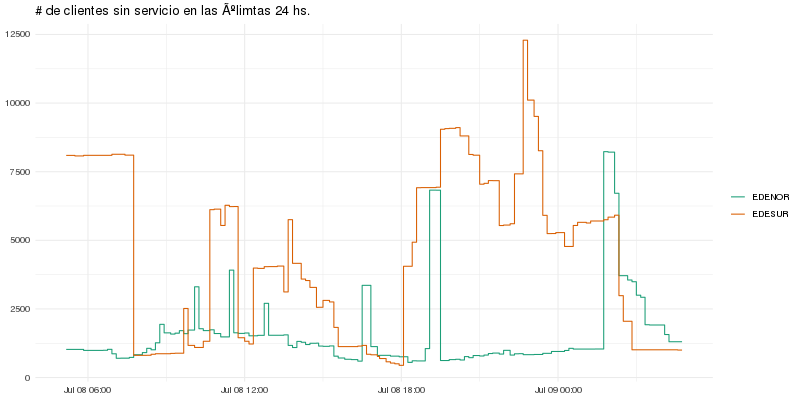 # de clientes sin servicio en las Ãºlimtas 24 hs.
12500
10000
7500
5000
2500
0
Jul 08 06:00
Jul 08 12:00
Jul 08 18:00
Jul 09 00:00
EDENOR
EDESUR